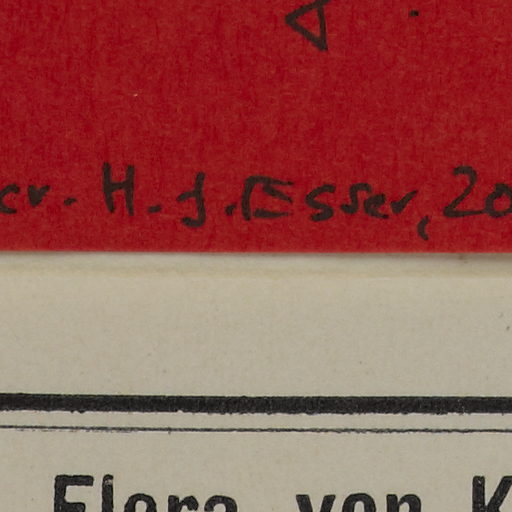 cr. H. J. Esser, 20
Flora von K